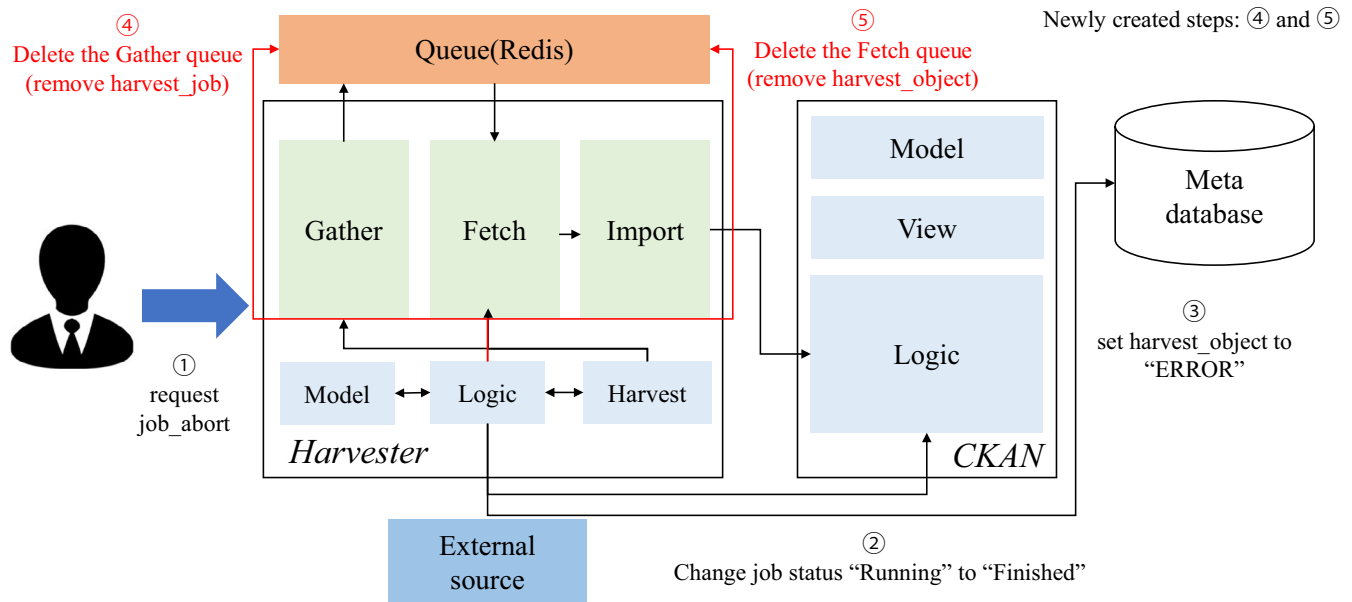 ④
Delete the Gather queue
(remove harvest_job)
Queue(Redis)
⑤
Delete the Fetch queue
(remove harvest_object)
Newly created steps: ④ and ⑤
Gather
Fetch
Import
Model
View
Logic
Meta
database
①
request
job_abort
Model
Logic
Harvest
Harvester
CKAN
③
set harvest_object to
“ERROR”
External
source
②
Change job status “Running” to “Finished”